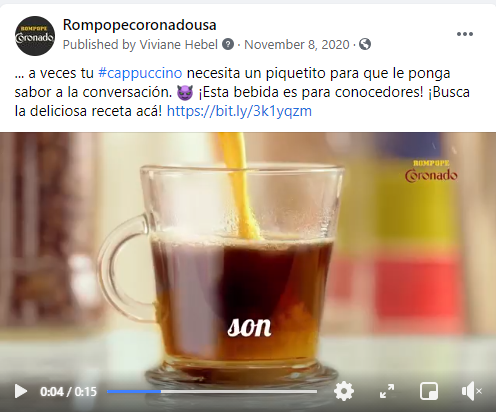 ROMPOPE
Coronado
Rompopecoronadousa
Published by Viviane Hebel · November 8, 2020 ·
... a veces tu #cappuccino necesita un piquetito para que le ponga
sabor a la conversación. 😈 ¡Esta bebida es para conocedores! ¡Busca
la deliciosa receta acá! https://bit.ly/3k1yqzm
ROMPOPE
Coronado
son
0:04 / 0:15